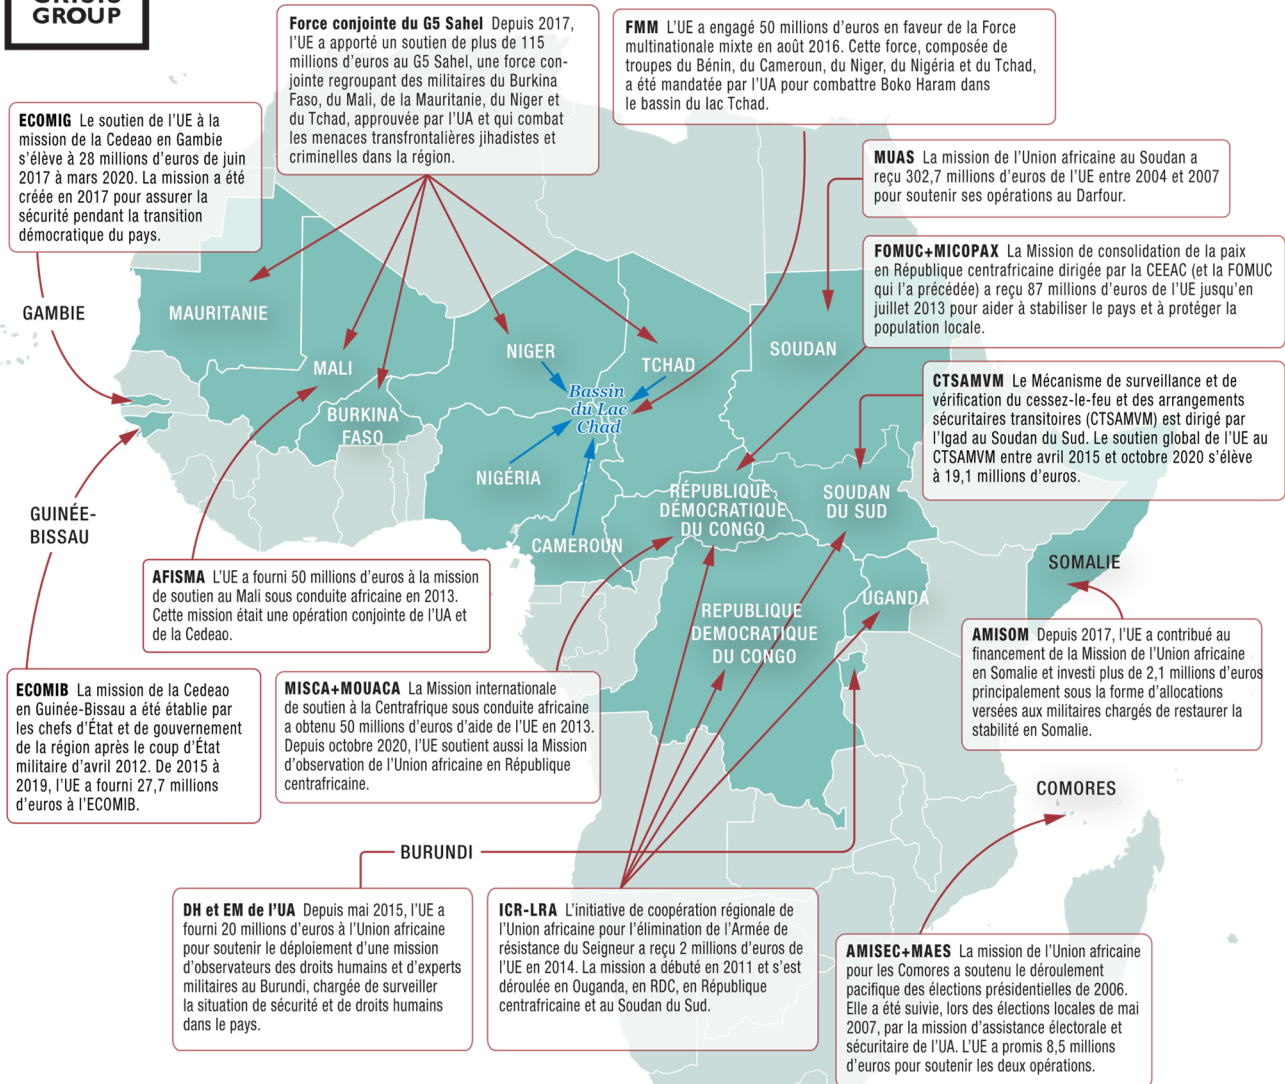 GROUP
Force conjointe du G5 Sahel Depuis 2017,
l’UE a apporté un soutien de plus de 115
millions d’euros au G5 Sahel, une force con-
jointe regroupant des militaires du Burkina
Faso, du Mali, de la Mauritanie, du Niger et
du Tchad, approuvée par l’UA et qui combat
les menaces transfrontalières jihadistes et
criminelles dans la région.
FMM L’UE a engagé 50 millions d’euros en faveur de la Force
multinationale mixte en août 2016. Cette force, composée de
troupes du Bénin, du Cameroun, du Niger, du Nigéria et du Tchad,
a été mandatée par l’UA pour combattre Boko Haram dans
le bassin du lac Tchad.
ECOMIG Le soutien de l’UE à la
mission de la Cedeao en Gambie
s’élève à 28 millions d’euros de juin
2017 à mars 2020. La mission a été
créée en 2017 pour assurer la
sécurité pendant la transition
démocratique du pays.
MUAS La mission de l’Union africaine au Soudan a
reçu 302,7 millions d’euros de l’UE entre 2004 et 2007
pour soutenir ses opérations au Darfour.
FOMUC+MICOPAX La Mission de consolidation de la paix
en République centrafricaine dirigée par la CEEAC (et la FOMUC
qui l’a précédée) a reçu 87 millions d’euros de l’UE jusqu’en
juillet 2013 pour aider à stabiliser le pays et à protéger la
population locale.
CTSAMVM Le Mécanisme de surveillance et de
vérification du cessez-le-feu et des arrangements
sécuritaires transitoires (CTSAMVM) est dirigé par
l’Igad au Soudan du Sud. Le soutien global de l’UE au
CTSAMVM entre avril 2015 et octobre 2020 s’élève
à 19,1 millions d’euros.
GAMBIE
MAURITANIE
MALI
NIGER
TCHAD
SOUDAN
Bassin
du Lac
Chad
BURKINA
FASO
NIGÉRIA
RÉPUBLIQUE
DÉMOCRATIQUE
DU CONGO
SOUDAN
DU SUD
GUINÉE-
BISSAU
CAMEROUN
SOMALIE
UGANDA
REPUBLIQUE
DEMOCRATIQUE
DU CONGO
AFISMA L’UE a fourni 50 millions d’euros à la mission
de soutien au Mali sous conduite africaine en 2013.
Cette mission était une opération conjointe de l’UA et
de la Cedeao.
AMISOM Depuis 2017, l’UE a contribué au
financement de la Mission de l’Union africaine
en Somalie et investi plus de 2,1 millions d’euros
principalement sous la forme d’allocations
versées aux militaires chargés de restaurer la
stabilité en Somalie.
ECOMIB La mission de la Cedeao
en Guinée-Bissau a été établie par
les chefs d’État et de gouvernement
de la région après le coup d’État
militaire d’avril 2012. De 2015 à
2019, l’UE a fourni 27,7 millions
d’euros à l’ECOMIB.
MISCA+MOUACA La Mission internationale
de soutien à la Centrafrique sous conduite africaine
a obtenu 50 millions d’euros d’aide de l’UE en 2013.
Depuis octobre 2020, l’UE soutient aussi la Mission
d’observation de l’Union africaine en République
centrafricaine.
COMORES
BURUNDI
DH et EM de l’UA Depuis mai 2015, l’UE a
fourni 20 millions d’euros à l’Union africaine
pour soutenir le déploiement d’une mission
d’observateurs des droits humains et d’experts
militaires au Burundi, chargée de surveiller
la situation de sécurité et de droits humains
dans le pays.
ICR-LRA L’initiative de coopération régionale de
l’Union africaine pour l’élimination de l’Armée de
résistance du Seigneur a reçu 2 millions d’euros de
l’UE en 2014. La mission a débuté en 2011 et s’est
déroulée en Ouganda, en RDC, en République
centrafricaine et au Soudan du Sud.
AMISEC+MAES La mission de l’Union africaine
pour les Comores a soutenu le déroulement
pacifique des élections présidentielles de 2006.
Elle a été suivie, lors des élections locales de mai
2007, par la mission d’assistance électorale et
sécuritaire de l’UA. L’UE a promis 8,5 millions
d’euros pour soutenir les deux opérations.